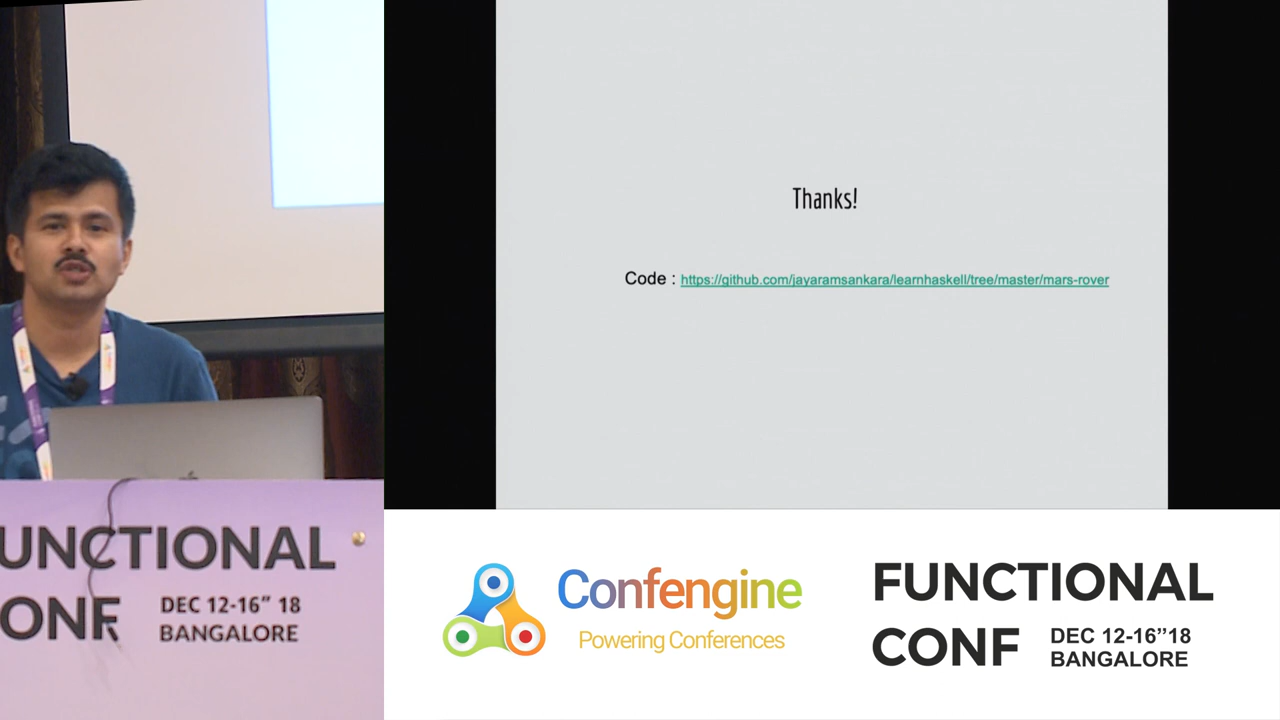 Thanks!
Code : https://github.com/jayaramsankara/learnhaskell/tree/master/mars-rover
UNCTIONAL
ONF
DEC 12-16” 18
BANGALORE
Confengine
Powering Conferences
FUNCTIONAL
CONF
DEC 12-16”18
BANGALORE